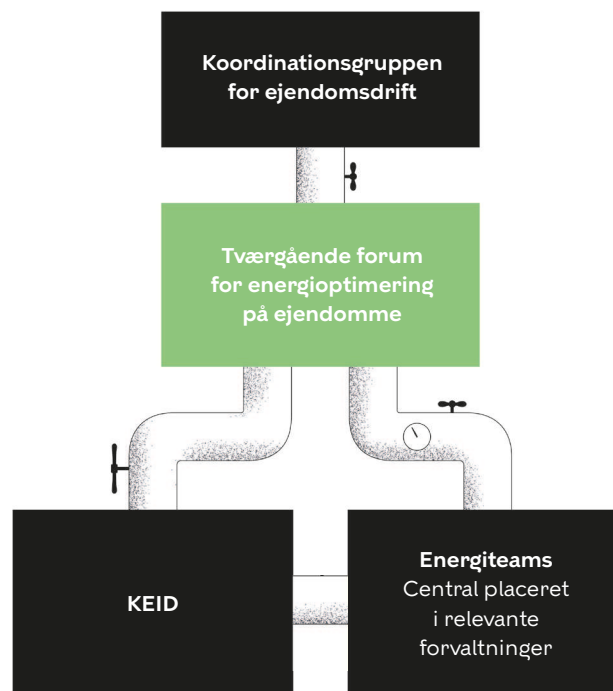 Koordinationsgruppen
for ejendomsdrift
Tværgående forum
for energioptimering
på ejendomme
KEID
Energiteams
Central placeret
i relevante
forvaltninger